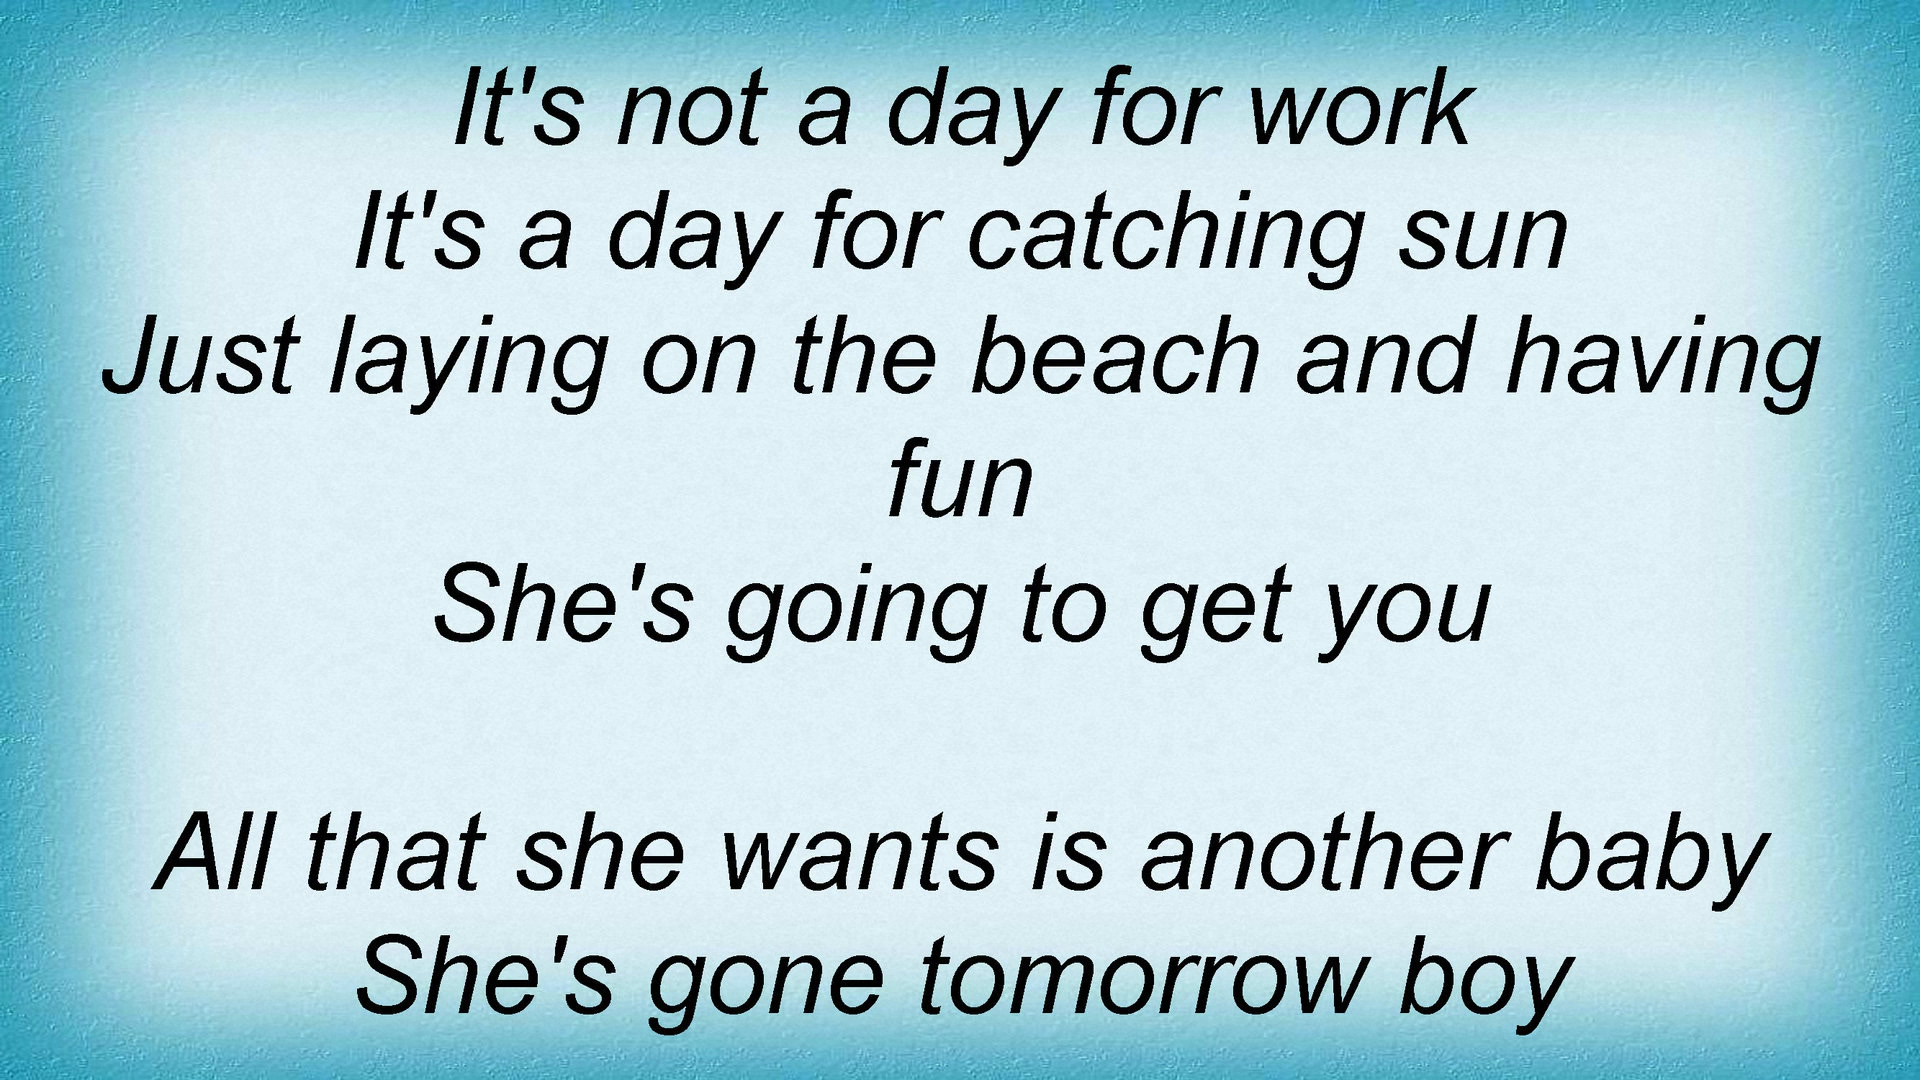 It's not a day for work
It's a day for catching sun
Just laying on the beach and having
fun
She's going to get you

All that she wants is another baby
She's gone tomorrow boy